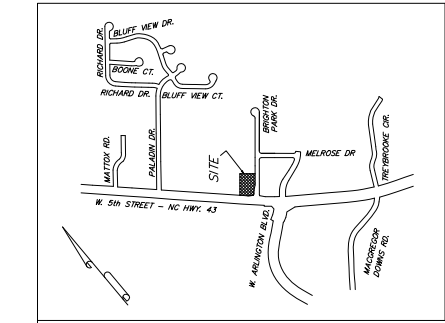 BLUFF VIEW DR.
RICHARD DR.
BOONE CT.
RICHARD DR.
BLUFF VIEW CT.
MATTOX RD.
PALADIN DR.
SITE
BRIGHTON
PARK DR.
MELROSE DR
TREYBROOKE CIR.
W. 5th STREET - NC HWY. 43
W. ARLINGTON BLVD.
MACGREGOR
DOWNS RD.